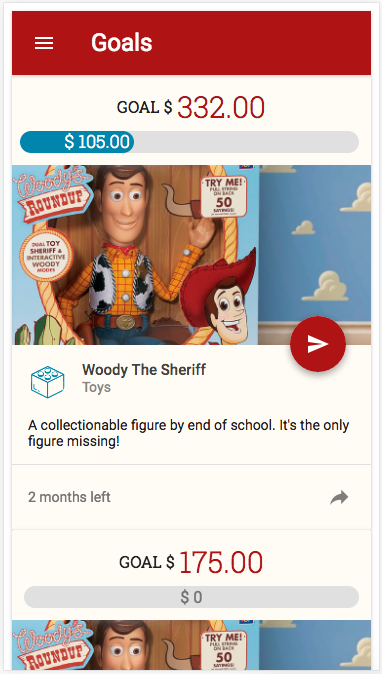 Goals
GOAL $ 332.00
$ 105.00
Woody's
ROUNDUP
TRY ME!
PULL STRING
ON BACK
50
SAYINGS!
DUAL TOY
SHERIFF &
INTERACTIVE
WOODY
MODES
Woody The Sheriff
Toys
A collectionable figure by end of school. It's the only
figure missing!
2 months left
GOAL $ 175.00
$ 0
Woody's
ROUNDUP
TRY ME!
PULL STRING
ON BACK
50